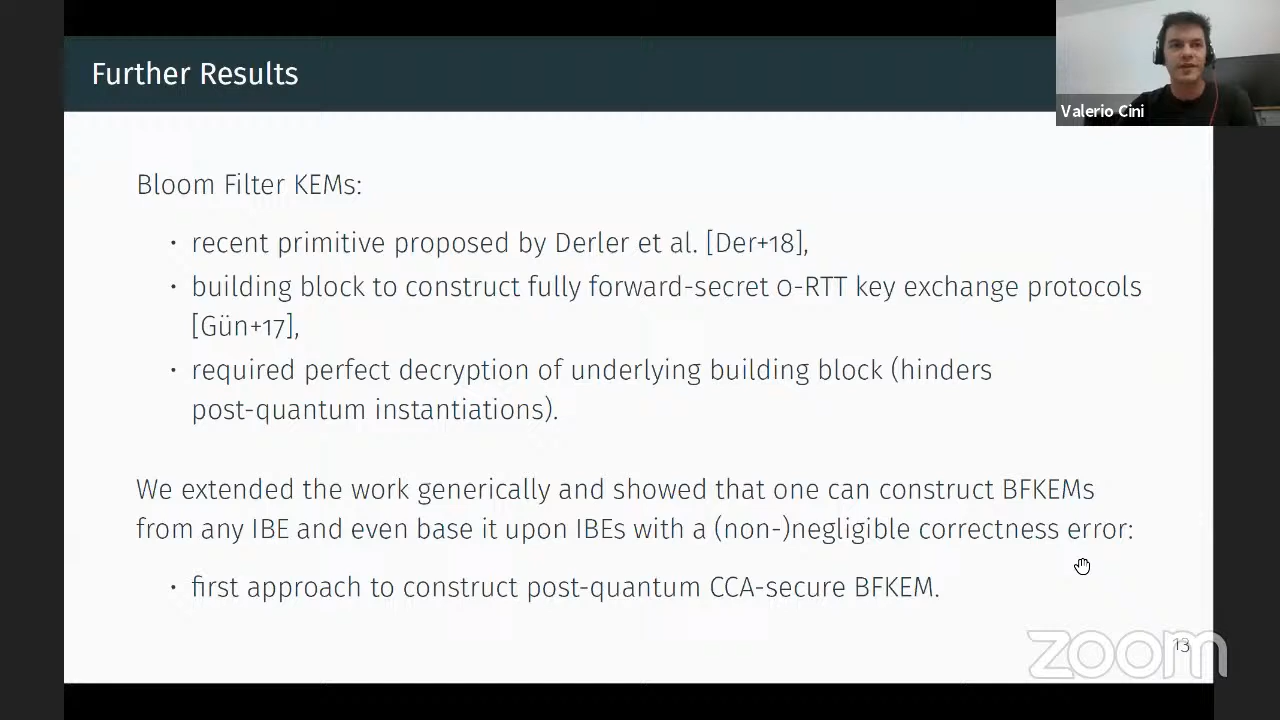 Further Results
Valerio Cini
Bloom Filter KEMs:
· recent primitive proposed by Derler et al. [Der+18],
· building block to construct fully forward-secret 0-RTT key exchange protocols
[Gün+17],
· required perfect decryption of underlying building block (hinders
post-quantum instantiations).
We extended the work generically and showed that one can construct BFKEMs
from any IBE and even base it upon IBEs with a (non-)negligible correctness error:
· first approach to construct post-quantum CCA-secure BFKEM.
zoom
13